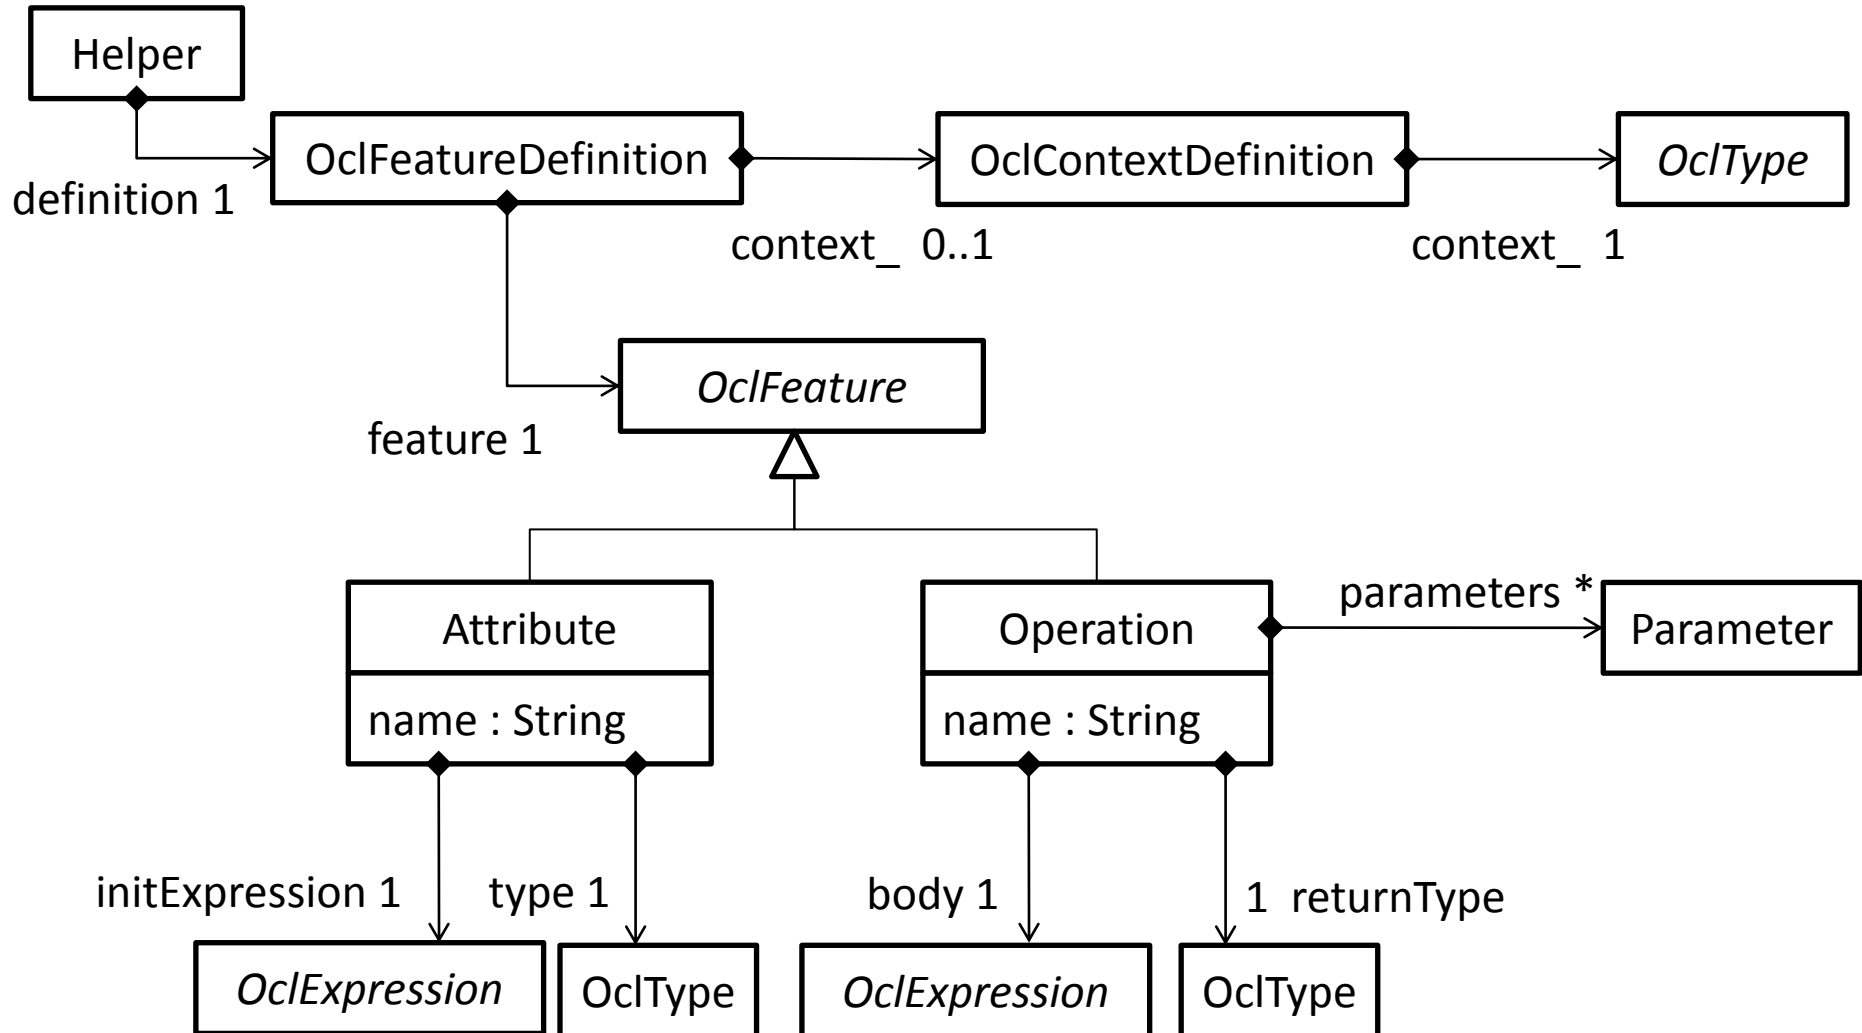 Helper
OclFeatureDefinition
OclContextDefinition
OclType
definition 1
context_ 0..1
context_ 1
OclFeature
feature 1
Attribute
name : String
Operation
name : String
parameters *
Parameter
initExpression 1
type 1
body 1
1 returnType
OclExpression
OclType
OclExpression
OclType